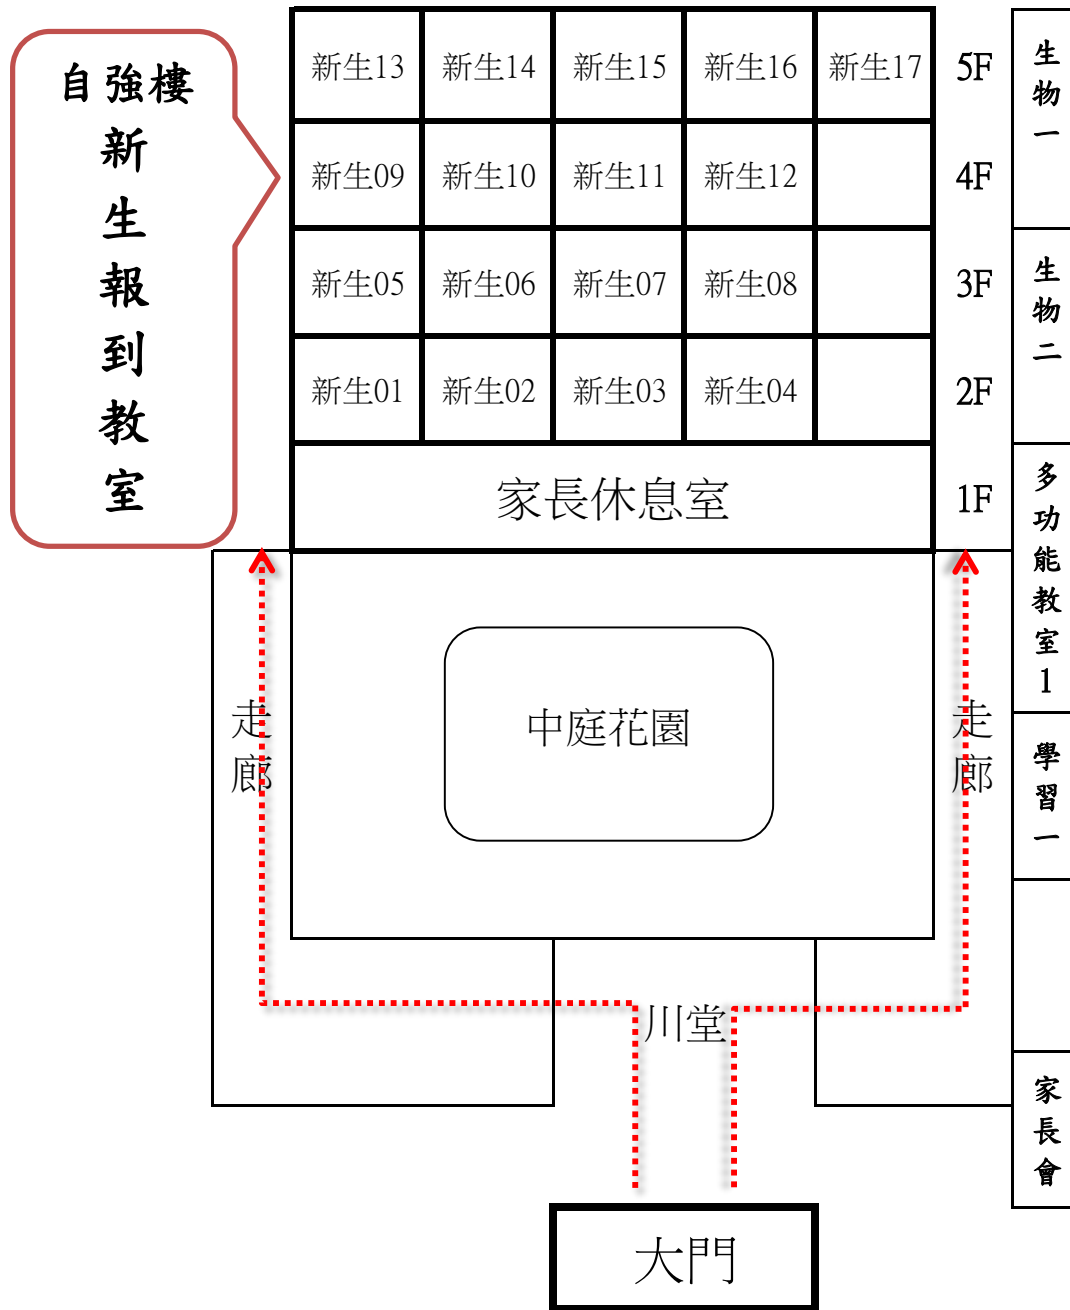 自強樓
新
生
報
到
教
室
新生13 新生14 新生15 新生16 新生17 5F
新生09 新生10 新生11 新生12 4F
新生05 新生06 新生07 新生08 3F
新生01 新生02 新生03 新生04 2F
家長休息室 1F
生物一
生物二
多功能教室1
學習一
家長會
走廊
中庭花園
走廊
川堂
大門